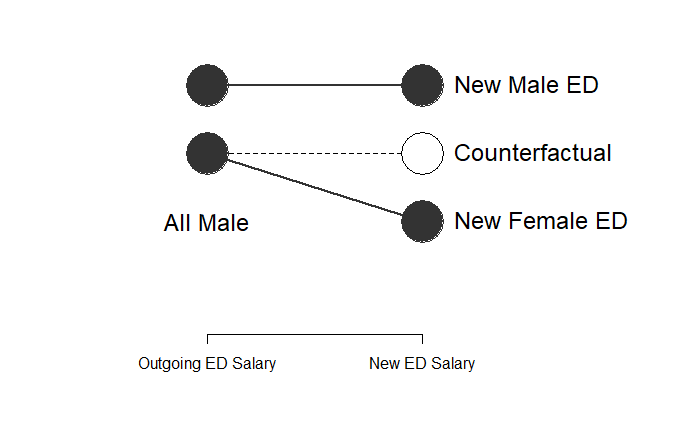 New Male ED
Counterfactual
All Male
New Female ED
Outgoing ED Salary
New ED Salary